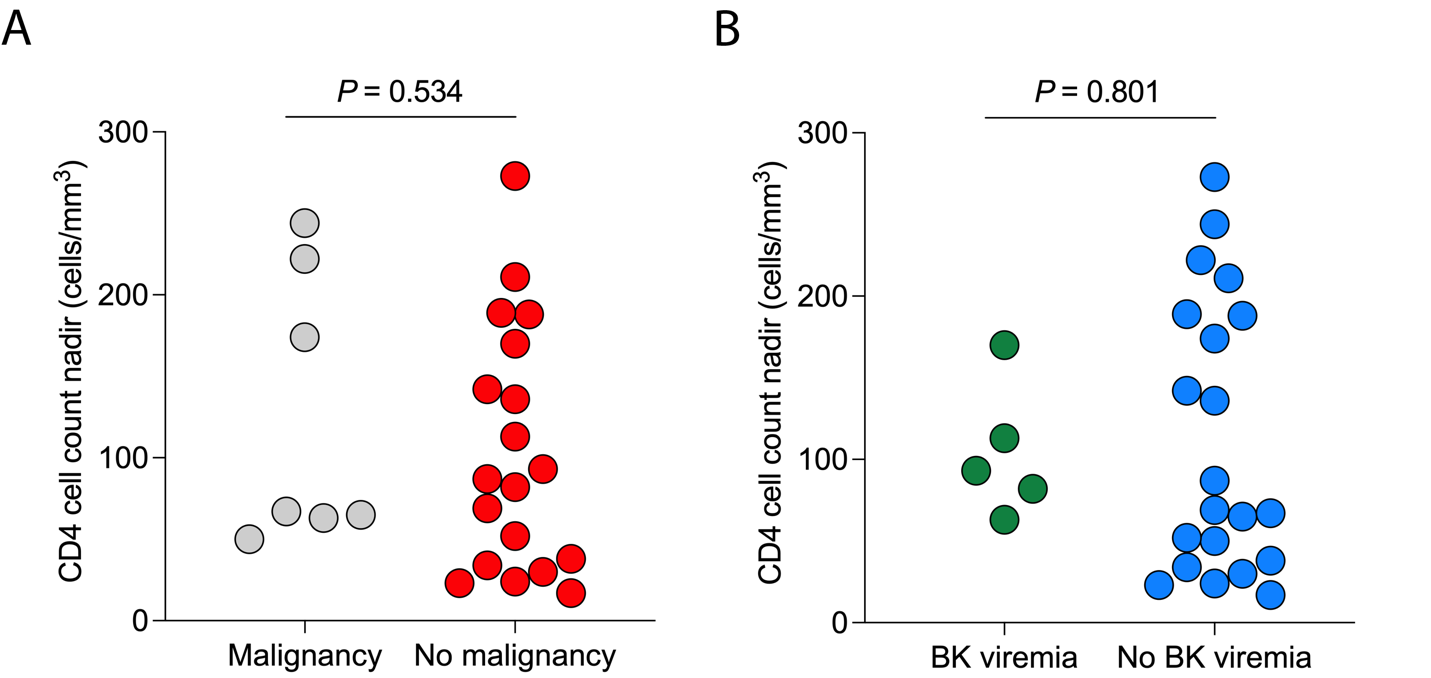 A
P = 0.534
CD4 cell count nadir (cells/mm³)
300
200
100
0
Malignancy
No malignancy
B
P = 0.801
CD4 cell count nadir (cells/mm³)
300
200
100
0
BK viremia
No BK viremia